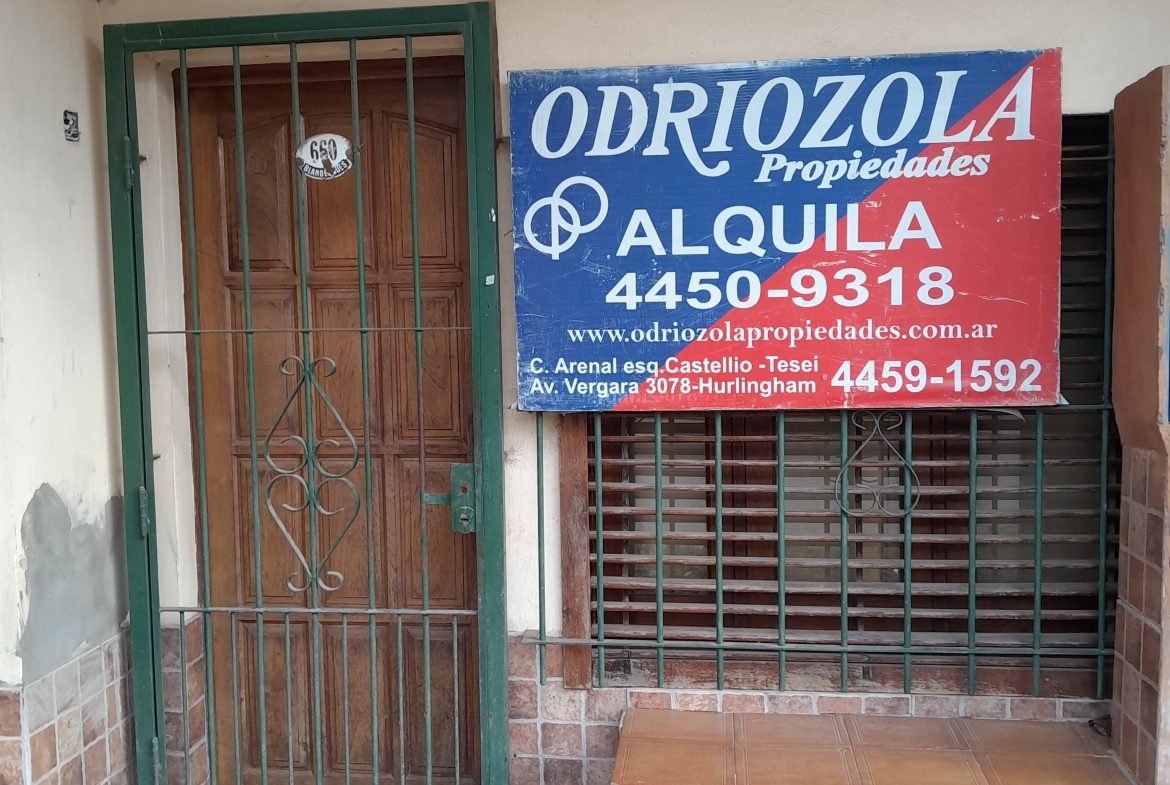 2
660
ODRIOZOLA
Propiedades
ALQUILA
4450-9318
www.odriozolapropiedades.com.ar
C. Arenal esq.Castellio -Tesei
Av. Vergara 3078-Hurlingham
4459-1592